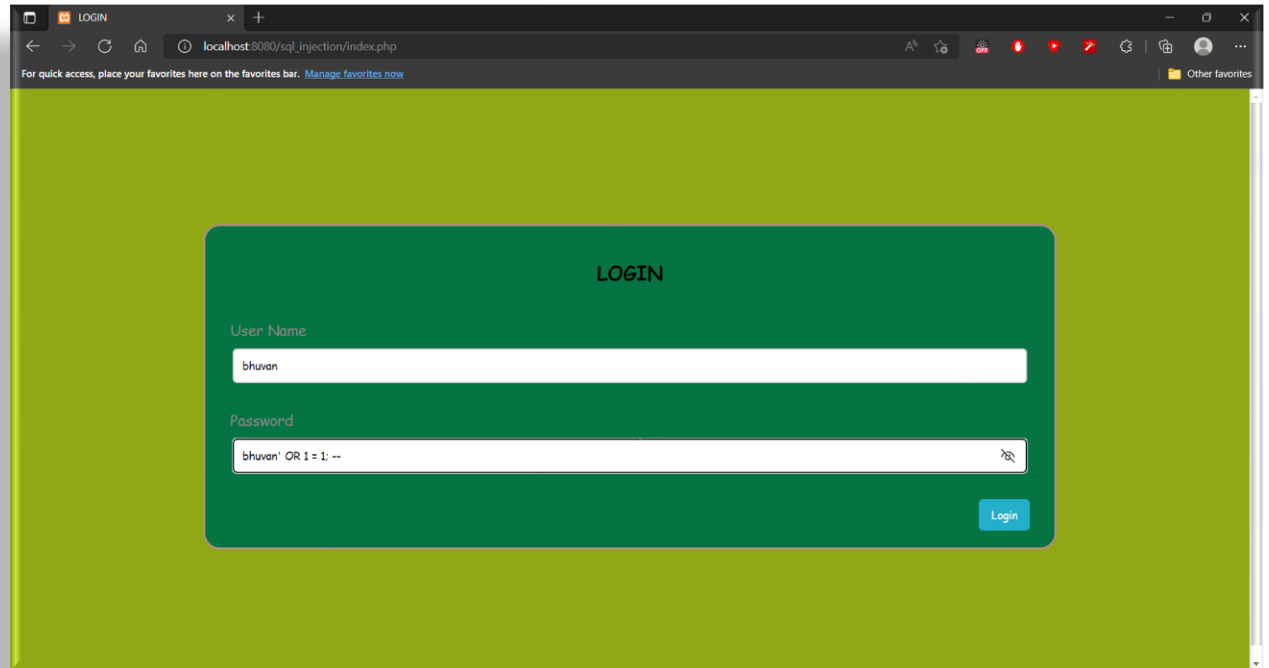 LOGIN
localhost:8080/sql_injection/index.php
OFF
For quick access, place your favorites here on the favorites bar. Manage favorites now
Other favorites
LOGIN
User Name
bhuvan
Password
bhuvan' OR 1 = 1; --
Login